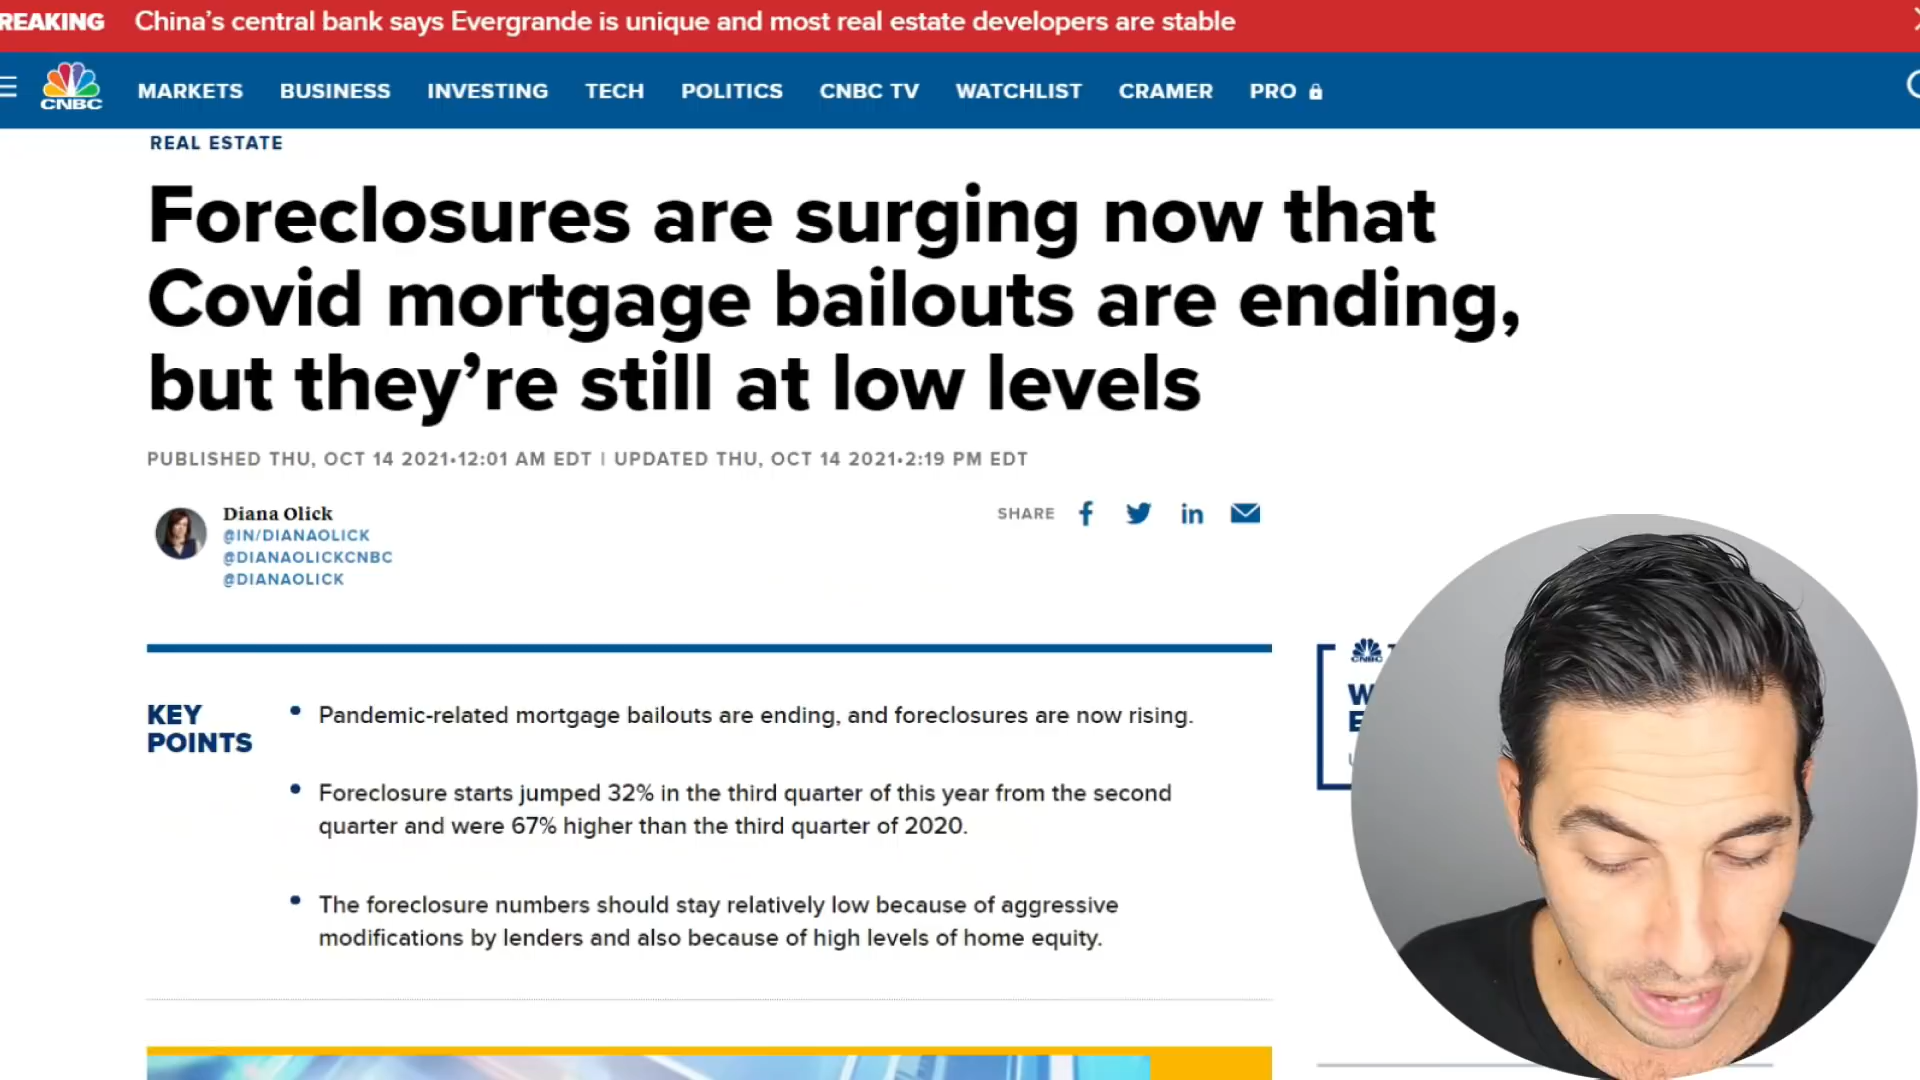 REAKING China's central bank says Evergrande is unique and most real estate developers are stable
CNBC MARKETS BUSINESS INVESTING TECH POLITICS CNBC TV WATCHLIST CRAMER PRO
REAL ESTATE
Foreclosures are surging now that
Covid mortgage bailouts are ending,
but they're still at low levels
PUBLISHED THU, OCT 14 2021•12:01 AM EDT | UPDATED THU, OCT 14 2021•2:19 PM EDT
Diana Olick
@IN/DIANAOLICK
@DIANAOLICKCNBC
@DIANAOLICK
SHARE
KEY
POINTS
• Pandemic-related mortgage bailouts are ending, and foreclosures are now rising.
• Foreclosure starts jumped 32% in the third quarter of this year from the second
quarter and were 67% higher than the third quarter of 2020.
• The foreclosure numbers should stay relatively low because of aggressive
modifications by lenders and also because of high levels of home equity.
CNBC